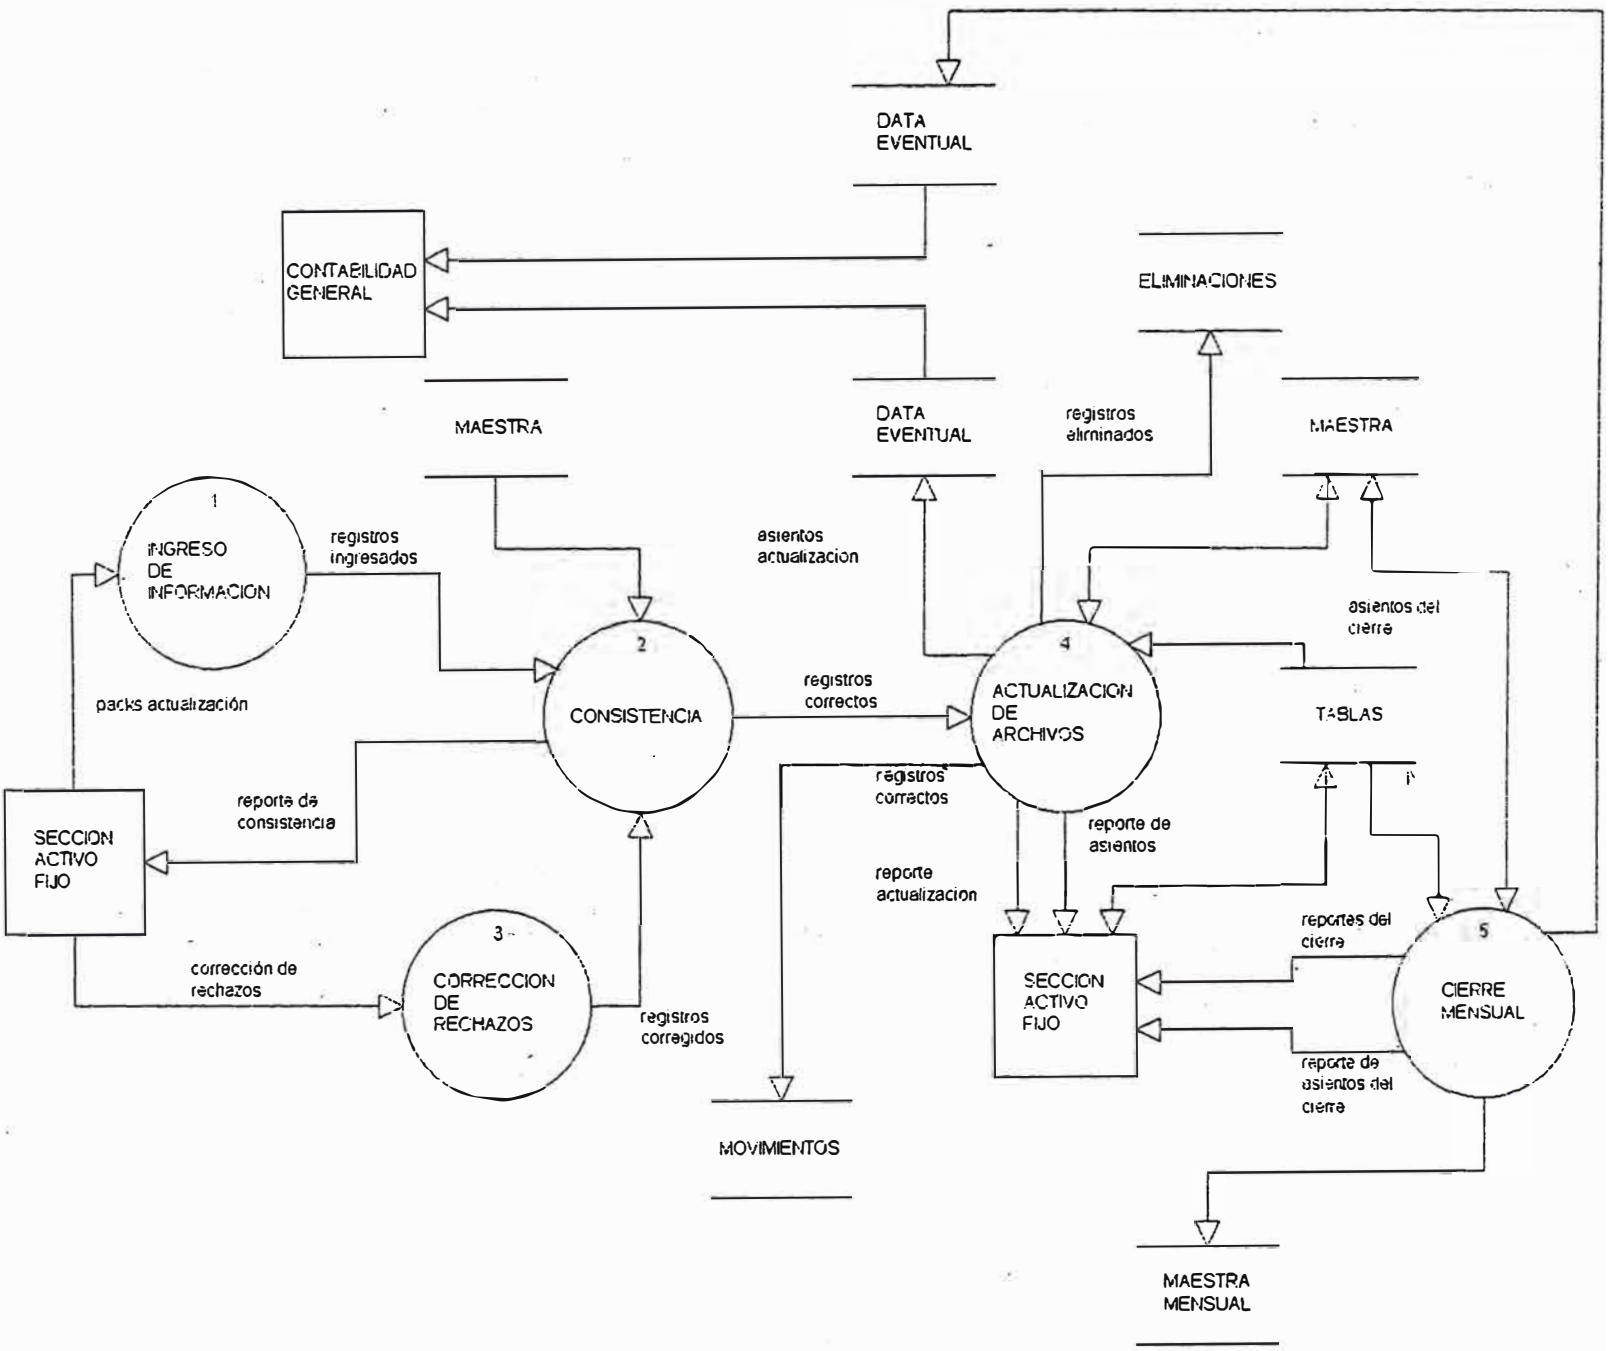 DATA
EVENTUAL
CONTABILIDAD
GENERAL
ELIMINACIONES
MAESTRA
DATA
EVENTUAL
registros
eliminados
MAESTRA
1
INGRESO
DE
INFORMACION
registros
ingresados
asientos
actualizacion
asientos del
cierre
2
CONSISTENCIA
registros
correctos
4
ACTUALIZACION
DE
ARCHIVOS
TABLAS
packs actualización
registros
correctos
reporte de
consistencia
reporte de
asientos
SECCION
ACTIVO
FIJO
reporte
actualizacion
reportes del
cierre
3
CORRECCION
DE
RECHAZOS
corrección de
rechazos
registros
corregidos
SECCION
ACTIVO
FIJO
5
CIERRE
MENSUAL
reporte de
asientos del
cierre
MOVIMIENTOS
MAESTRA
MENSUAL